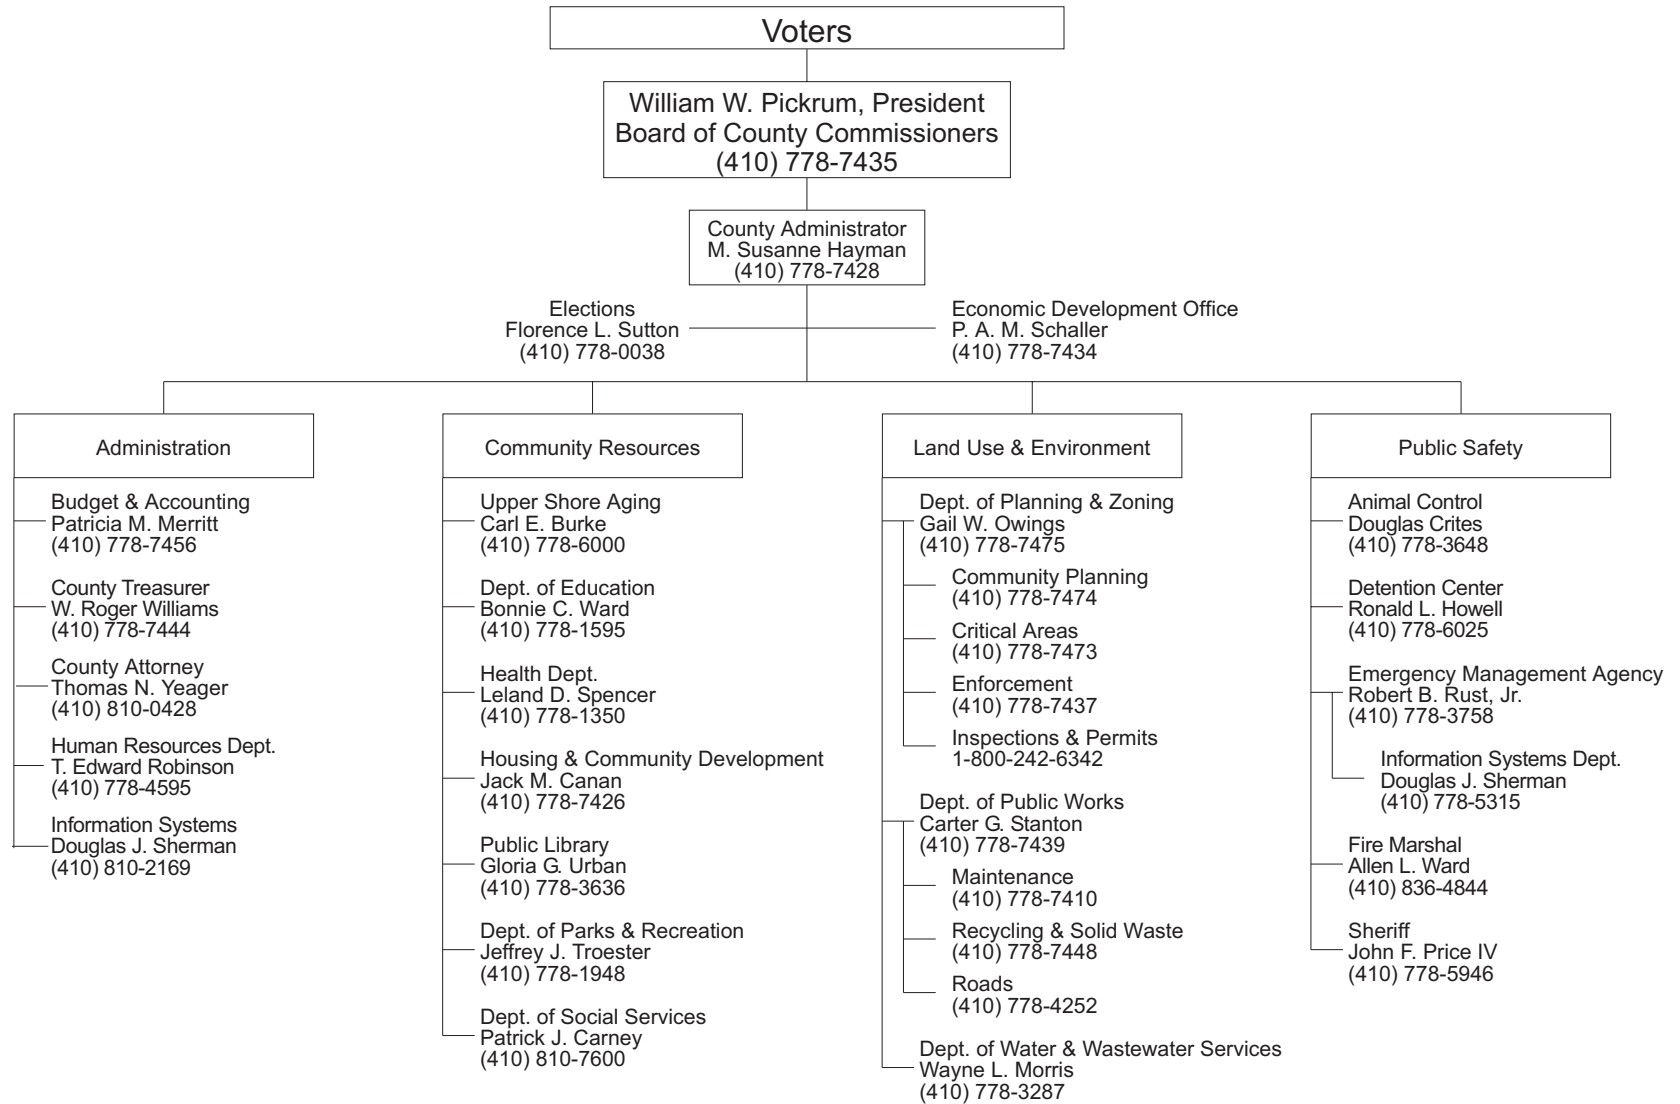 Voters
William W. Pickrum, President
Board of County Commissioners
(410) 778-7435
County Administrator
M. Susanne Hayman
(410) 778-7428
Elections
Florence L. Sutton
(410) 778-0038
Economic Development Office
P. A. M. Schaller
(410) 778-7434
Administration
Budget & Accounting
Patricia M. Merritt
(410) 778-7456
County Treasurer
W. Roger Williams
(410) 778-7444
County Attorney
Thomas N. Yeager
(410) 810-0428
Human Resources Dept.
T. Edward Robinson
(410) 778-4595
Information Systems
Douglas J. Sherman
(410) 810-2169
Community Resources
Upper Shore Aging
Carl E. Burke
(410) 778-6000
Dept. of Education
Bonnie C. Ward
(410) 778-1595
Health Dept.
Leland D. Spencer
(410) 778-1350
Housing & Community Development
Jack M. Canan
(410) 778-7426
Public Library
Gloria G. Urban
(410) 778-3636
Dept. of Parks & Recreation
Jeffrey J. Troester
(410) 778-1948
Dept. of Social Services
Patrick J. Carney
(410) 810-7600
Land Use & Environment
Dept. of Planning & Zoning
Gail W. Owings
(410) 778-7475
Community Planning
(410) 778-7474
Critical Areas
(410) 778-7473
Enforcement
(410) 778-7437
Inspections & Permits
1-800-242-6342
Dept. of Public Works
Carter G. Stanton
(410) 778-7439
Maintenance
(410) 778-7410
Recycling & Solid Waste
(410) 778-7448
Roads
(410) 778-4252
Dept. of Water & Wastewater Services
Wayne L. Morris
(410) 778-3287
Public Safety
Animal Control
Douglas Crites
(410) 778-3648
Detention Center
Ronald L. Howell
(410) 778-6025
Emergency Management Agency
Robert B. Rust, Jr.
(410) 778-3758
Information Systems Dept.
Douglas J. Sherman
(410) 778-5315
Fire Marshal
Allen L. Ward
(410) 836-4844
Sheriff
John F. Price IV
(410) 778-5946